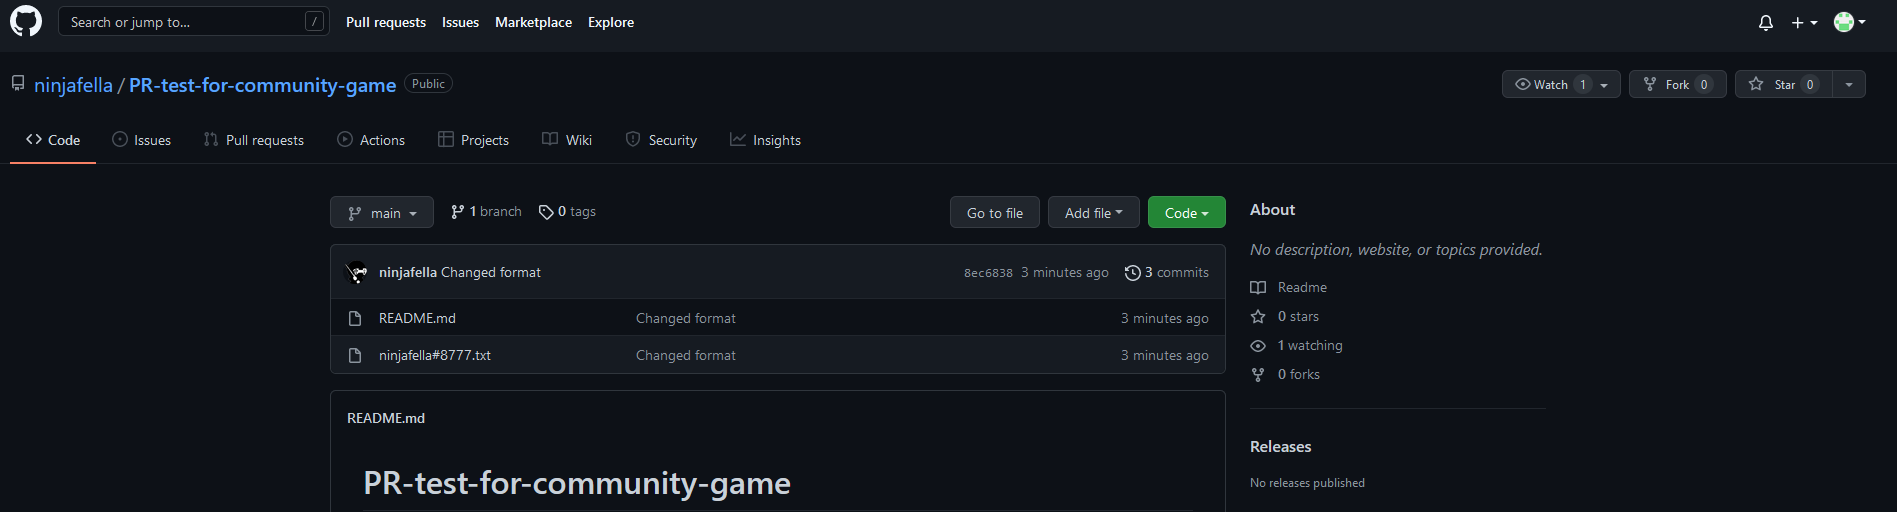 Search or jump to... / Pull requests Issues Marketplace Explore
ninjafella / PR-test-for-community-game Public Watch 1 Fork 0 Star 0
Code Issues Pull requests Actions Projects Wiki Security Insights
main 1 branch 0 tags Go to file Add file Code
ninjafella Changed format 8ec6838 3 minutes ago 3 commits
README.md Changed format 3 minutes ago
ninjafella#8777.txt Changed format 3 minutes ago
README.md
PR-test-for-community-game
About
No description, website, or topics provided.
Readme
0 stars
1 watching
0 forks
Releases
No releases published